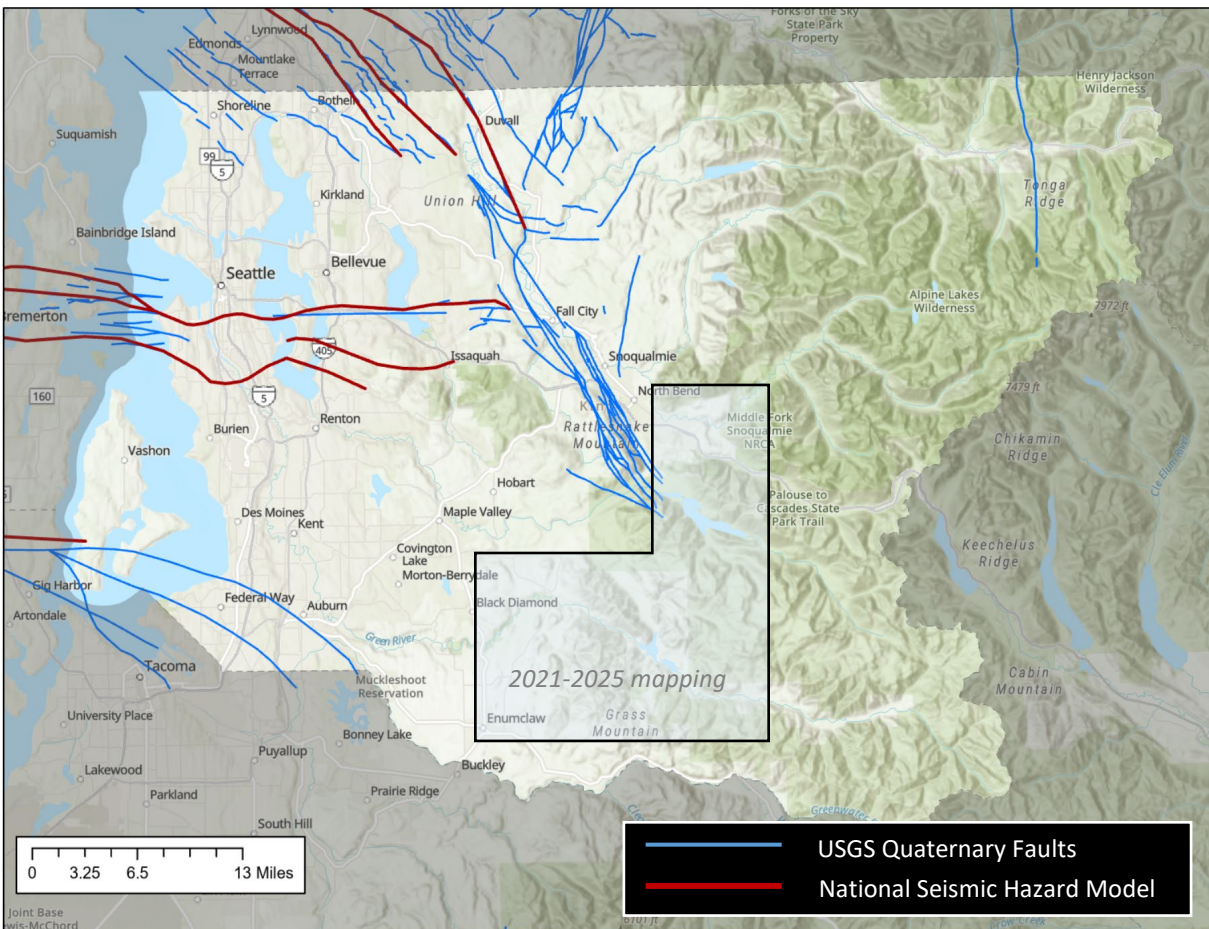 Lynnwood
Forks of the Sky
State Park
Property
Edmonds
Mountlake
Terrace
Henry Jackson
Wilderness
Shoreline
Bothell
Duvall
Suquamish
99
5
Tonga
Ridge
Kirkland
Union Hill
Bainbridge Island
Seattle
Bellevue
Alpine Lakes
Wilderness
7972 ft
Bremerton
Fall City
405
Issaquah
Snoqualmie
160
5
North Bend
7479 ft
Rattlesnake
Mountain
Middle Fork
Snoqualmie
NRCA
Renton
Burien
Chikamin
Ridge
Cle Elum River
Vashon
Hobart
Palouse to
Cascades State
Park Trail
Des Moines
Kent
Maple Valley
Keechelus
Ridge
Covington
Lake
Morton-Berrydale
Gig Harbor
Artondale
Federal Way
Auburn
Black Diamond
Green River
Tacoma
Muckleshoot
Reservation
2021-2025 mapping
Cabin
Mountain
University Place
Enumclaw
Grass
Mountain
Bonney Lake
Puyallup
Buckley
Lakewood
Parkland
Prairie Ridge
Greenwater
South Hill
0 3.25 6.5 13 Miles
USGS Quaternary Faults
National Seismic Hazard Model
Joint Base
ewis-McChord